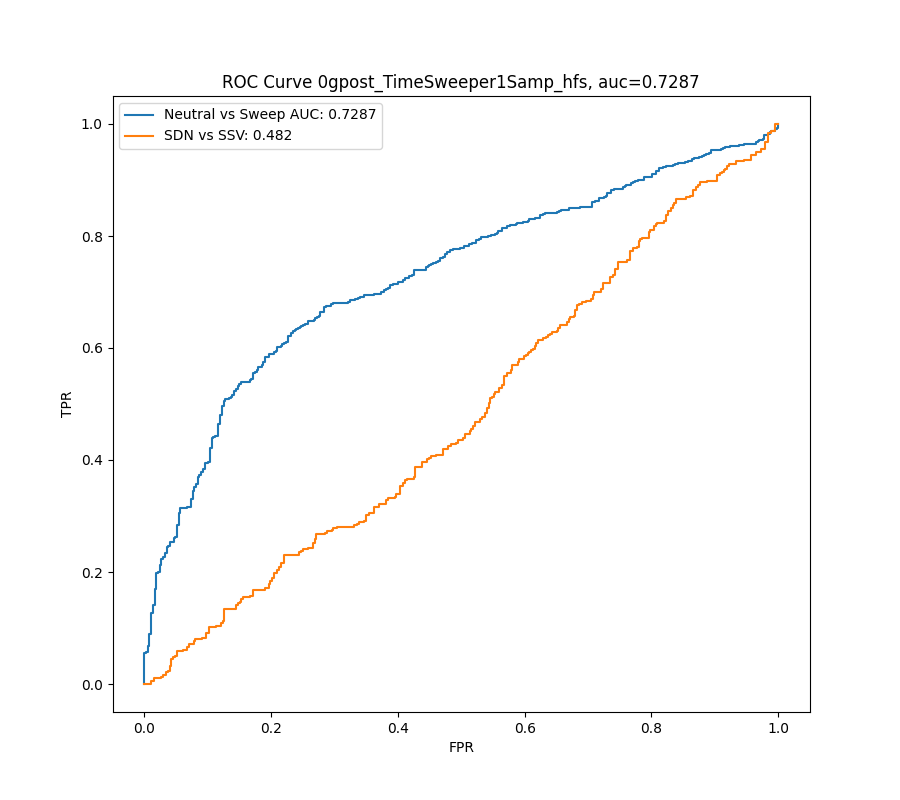 ROC Curve 0gpost_TimeSweeper1Samp_hfs, auc=0.7287
Neutral vs Sweep AUC: 0.7287
SDN vs SSV: 0.482
1.0
0.8
0.6
0.4
0.2
0.0
TPR
0.0 0.2 0.4 0.6 0.8 1.0
FPR